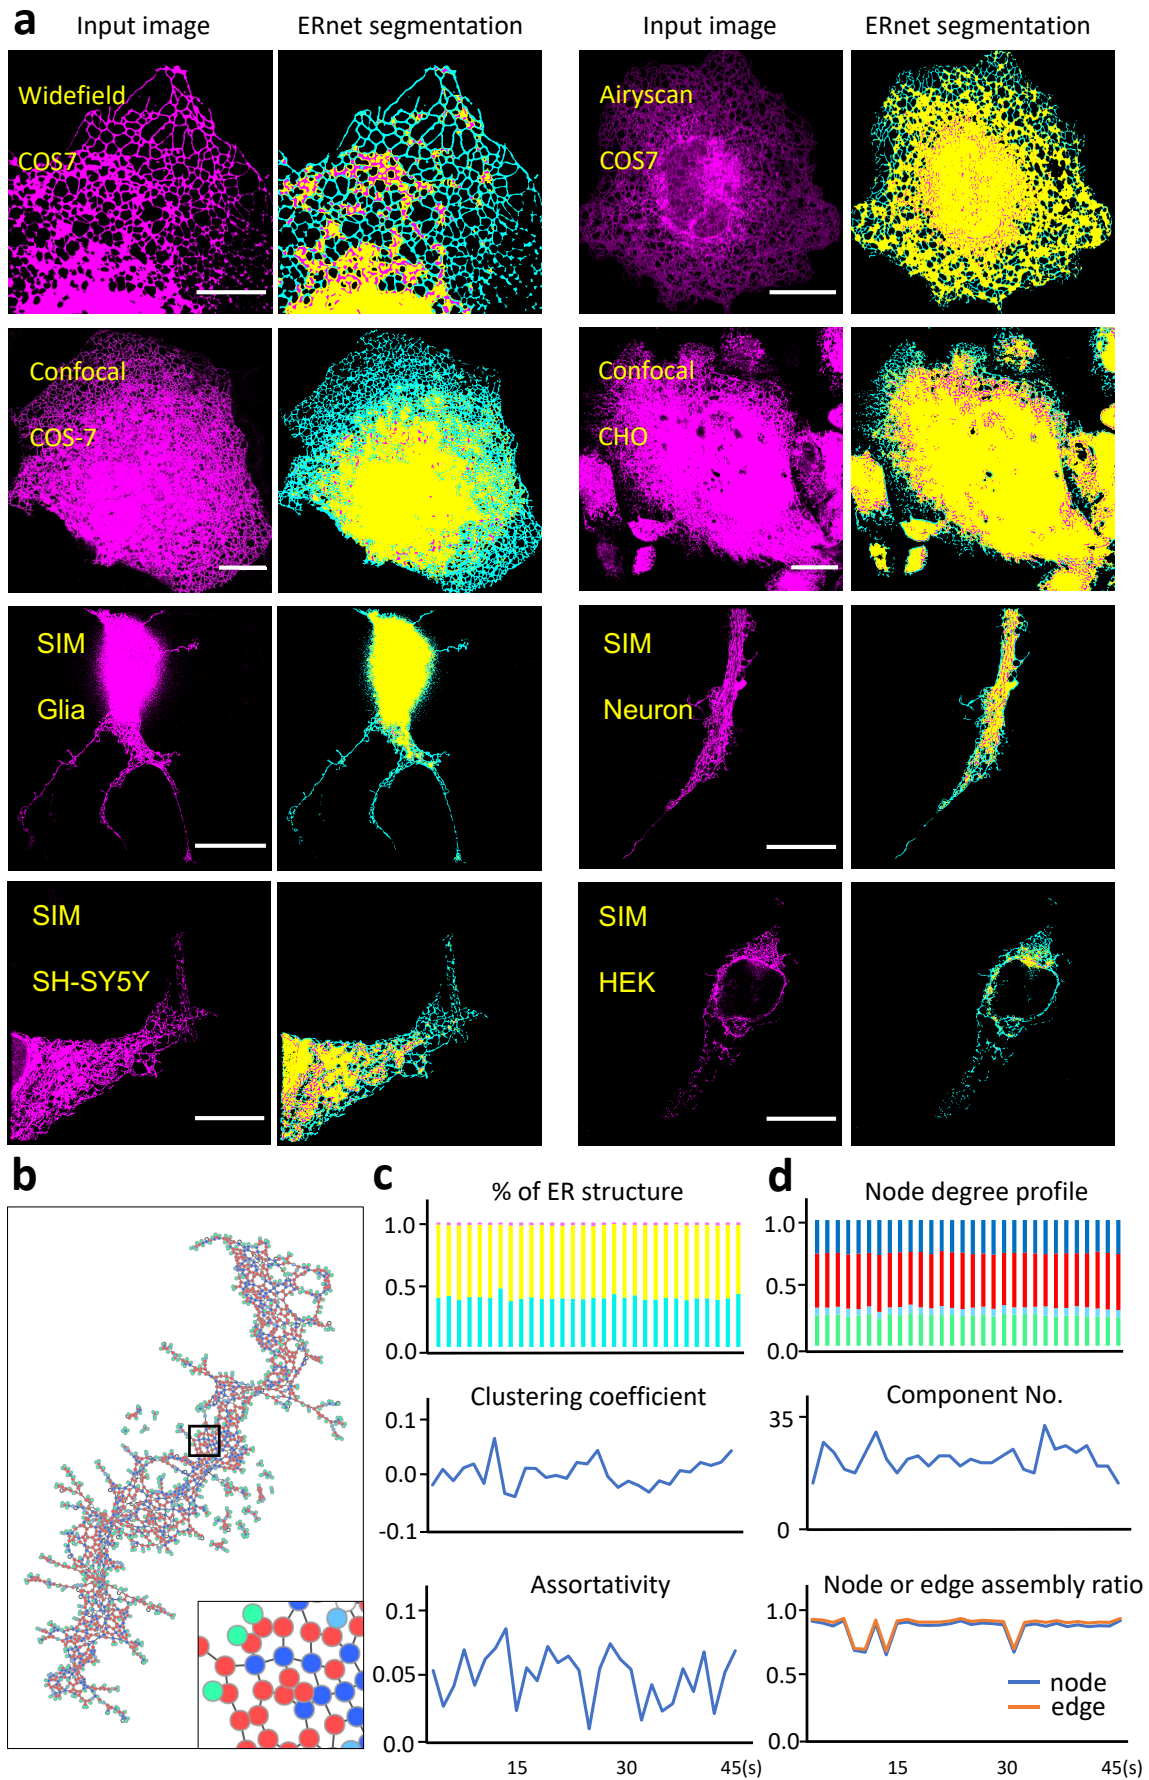 a
Input image
ERnet segmentation
Input image
ERnet segmentation
Widefield
COS7
Airyscan
COS7
Confocal
COS-7
Confocal
CHO
SIM
Glia
SIM
Neuron
SIM
SH-SY5Y
SIM
HEK
b
c
% of ER structure
1.0
0.5
0.0
Clustering coefficient
0.1
0.0
-0.1
Assortativity
0.1
0.05
0.0
15
30
45(s)
d
Node degree profile
1.0
0.5
0.0
Component No.
35
0
Node or edge assembly ratio
1.0
0.5
0.0
node
edge
15
30
45(s)